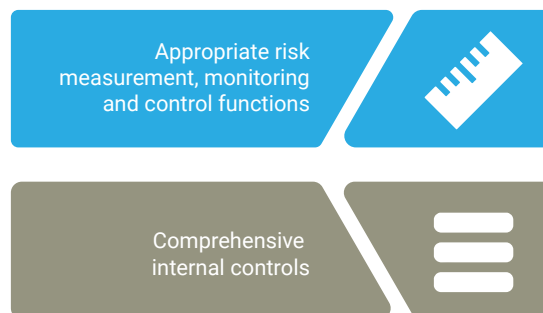 Appropriate risk
measurement, monitoring
and control functions
Comprehensive
internal controls